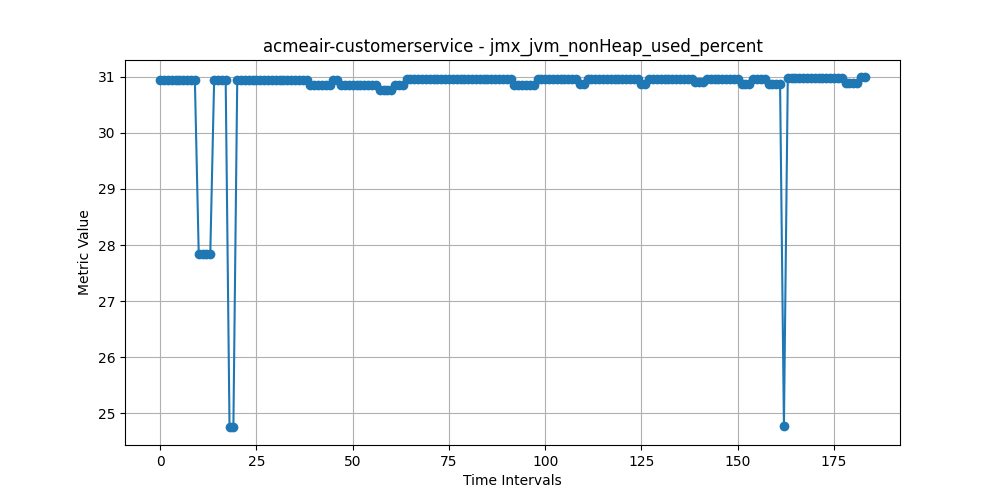 acmeair-customerservice - jmx_jvm_nonHeap_used_percent
Metric Value
31
30
29
28
27
26
25
0 25 50 75 100 125 150 175
Time Intervals